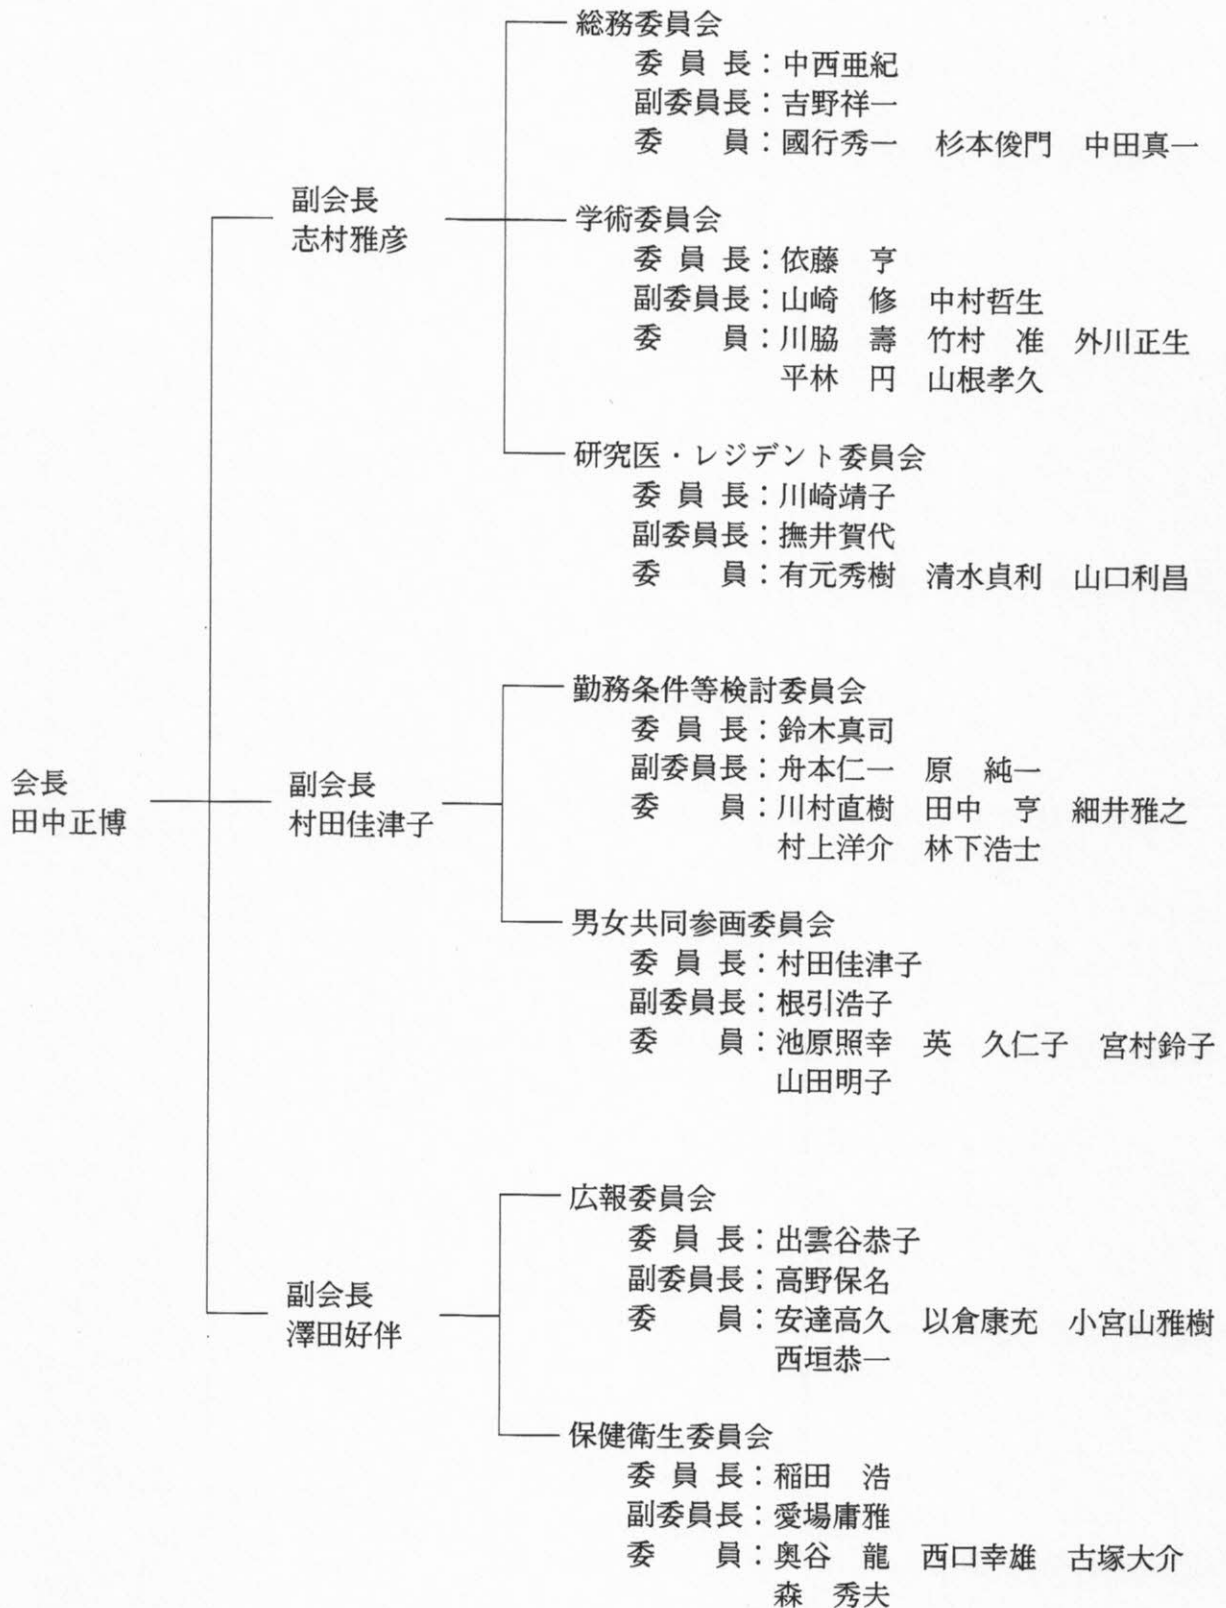 会長
田中正博
副会長
志村雅彦
総務委員会
委員長：中西亜紀
副委員長：吉野祥一
委　　員：國行秀一　杉本俊門　中田真一
学術委員会
委員長：依藤　亨
副委員長：山崎　修　中村哲生
委　　員：川脇　壽　竹村　准　外川正生
平林　円　山根孝久
研究医・レジデント委員会
委員長：川崎靖子
副委員長：撫井賀代
委　　員：有元秀樹　清水貞利　山口利昌
副会長
村田佳津子
勤務条件等検討委員会
委員長：鈴木真司
副委員長：舟本仁一　原　純一
委　　員：川村直樹　田中　亨　細井雅之
村上洋介　林下浩士
男女共同参画委員会
委員長：村田佳津子
副委員長：根引浩子
委　　員：池原照幸　英　久仁子　宮村鈴子
山田明子
副会長
澤田好伴
広報委員会
委員長：出雲谷恭子
副委員長：高野保名
委　　員：安達高久　以倉康充　小宮山雅樹
西垣恭一
保健衛生委員会
委員長：稲田　浩
副委員長：愛場庸雅
委　　員：奥谷　龍　西口幸雄　古塚大介
森　秀夫